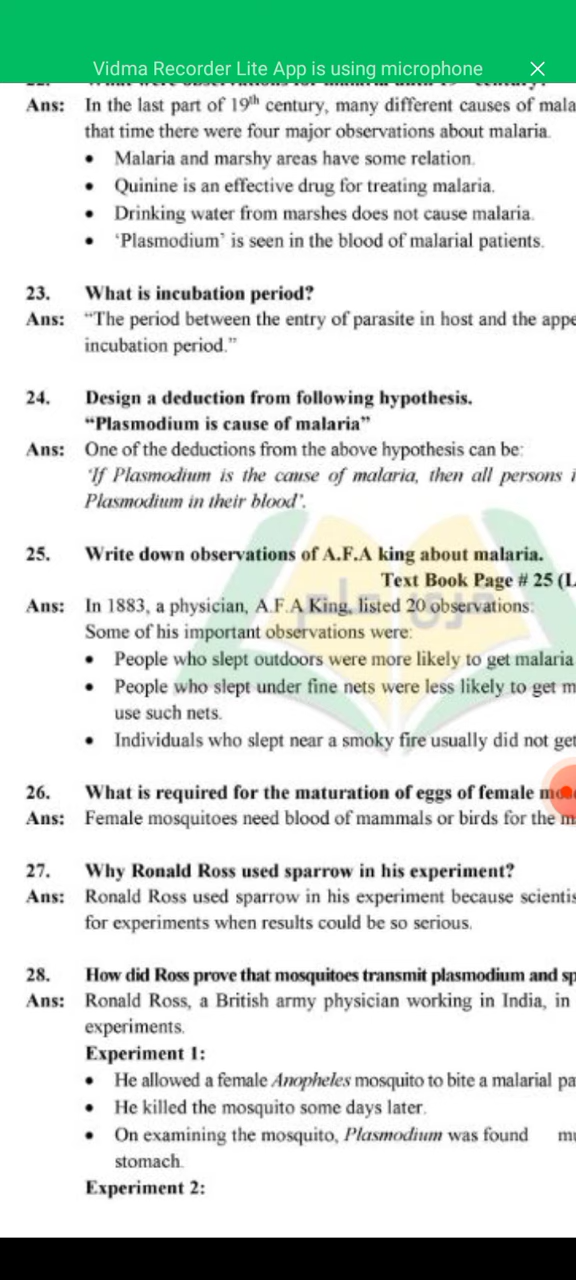 Vidma Recorder Lite App is using microphone
Ans: In the last part of 19th century, many different causes of mala
that time there were four major observations about malaria.
• Malaria and marshy areas have some relation.
• Quinine is an effective drug for treating malaria.
• Drinking water from marshes does not cause malaria.
• ‘Plasmodium’ is seen in the blood of malarial patients.
23. What is incubation period?
Ans: “The period between the entry of parasite in host and the appe
incubation period.”
24. Design a deduction from following hypothesis.
“Plasmodium is cause of malaria”
Ans: One of the deductions from the above hypothesis can be:
‘If Plasmodium is the cause of malaria, then all persons i
Plasmodium in their blood’.
25. Write down observations of A.F.A king about malaria.
Text Book Page # 25 (L
Ans: In 1883, a physician, A.F.A King, listed 20 observations:
Some of his important observations were:
• People who slept outdoors were more likely to get malaria
• People who slept under fine nets were less likely to get m
use such nets.
• Individuals who slept near a smoky fire usually did not get
26. What is required for the maturation of eggs of female
Ans: Female mosquitoes need blood of mammals or birds for the m
27. Why Ronald Ross used sparrow in his experiment?
Ans: Ronald Ross used sparrow in his experiment because scientis
for experiments when results could be so serious.
28. How did Ross prove that mosquitoes transmit plasmodium and sp
Ans: Ronald Ross, a British army physician working in India, in
experiments.
Experiment 1:
• He allowed a female Anopheles mosquito to bite a malarial pa
• He killed the mosquito some days later.
• On examining the mosquito, Plasmodium was found mu
stomach.
Experiment 2: